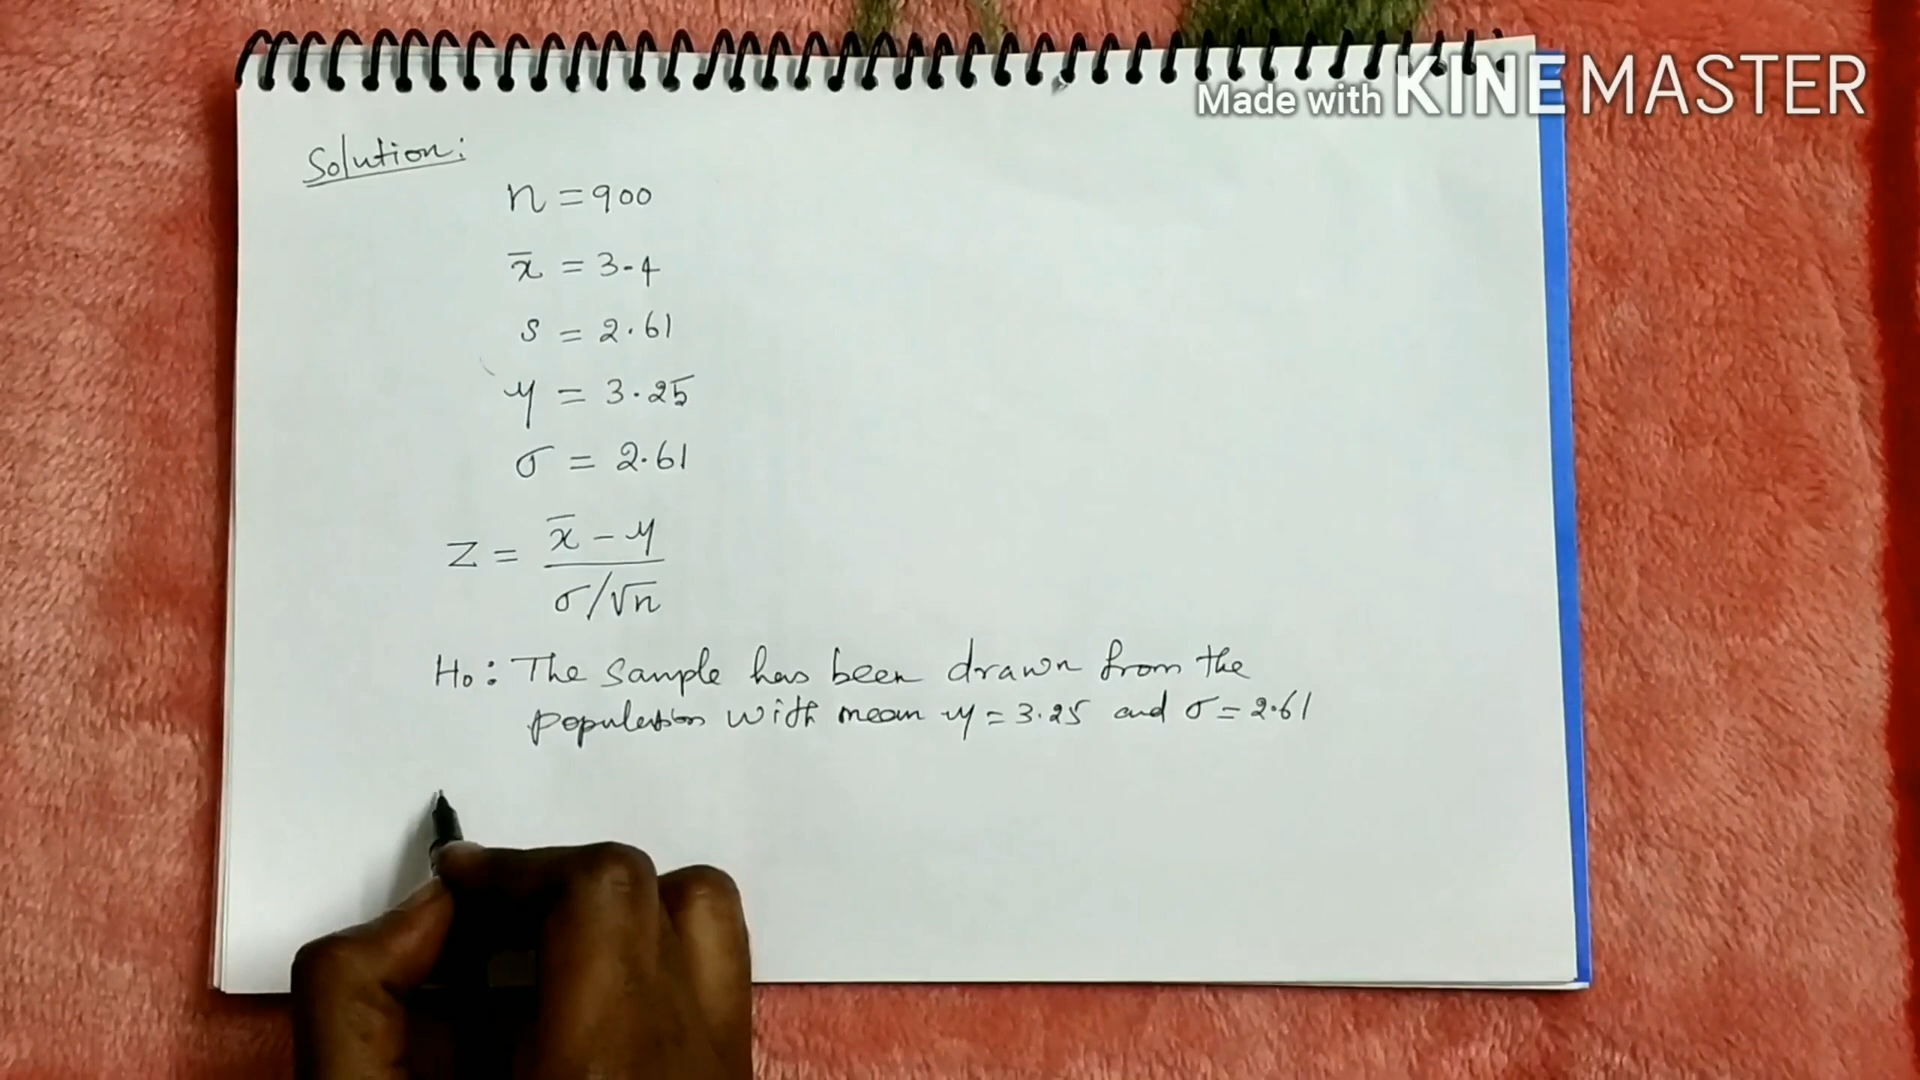 Made with KINEMASTER
Solution:
n = 900
x̄ = 3.4
s = 2.61
μ = 3.25
σ = 2.61
Z = x̄ - μ / σ/√n
H₀: The sample has been drawn from the
population with mean μ = 3.25 and σ = 2.61